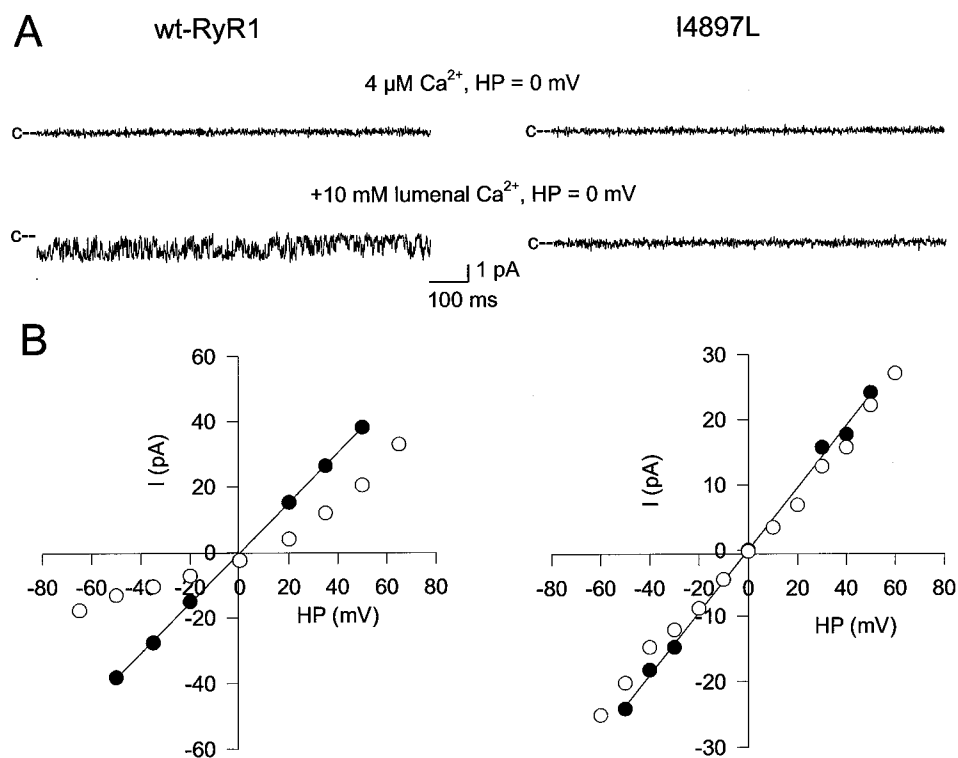 A
wt-RyR1
I4897L
4 µM Ca²⁺, HP = 0 mV
c--
c--
+10 mM lumenal Ca²⁺, HP = 0 mV
c--
c--
1 pA
100 ms
B
60
40
20
0
-20
-40
-60
I (pA)
-80 -60 -40 -20 0 20 40 60 80
HP (mV)
30
20
10
0
-10
-20
-30
I (pA)
-80 -60 -40 -20 0 20 40 60 80
HP (mV)